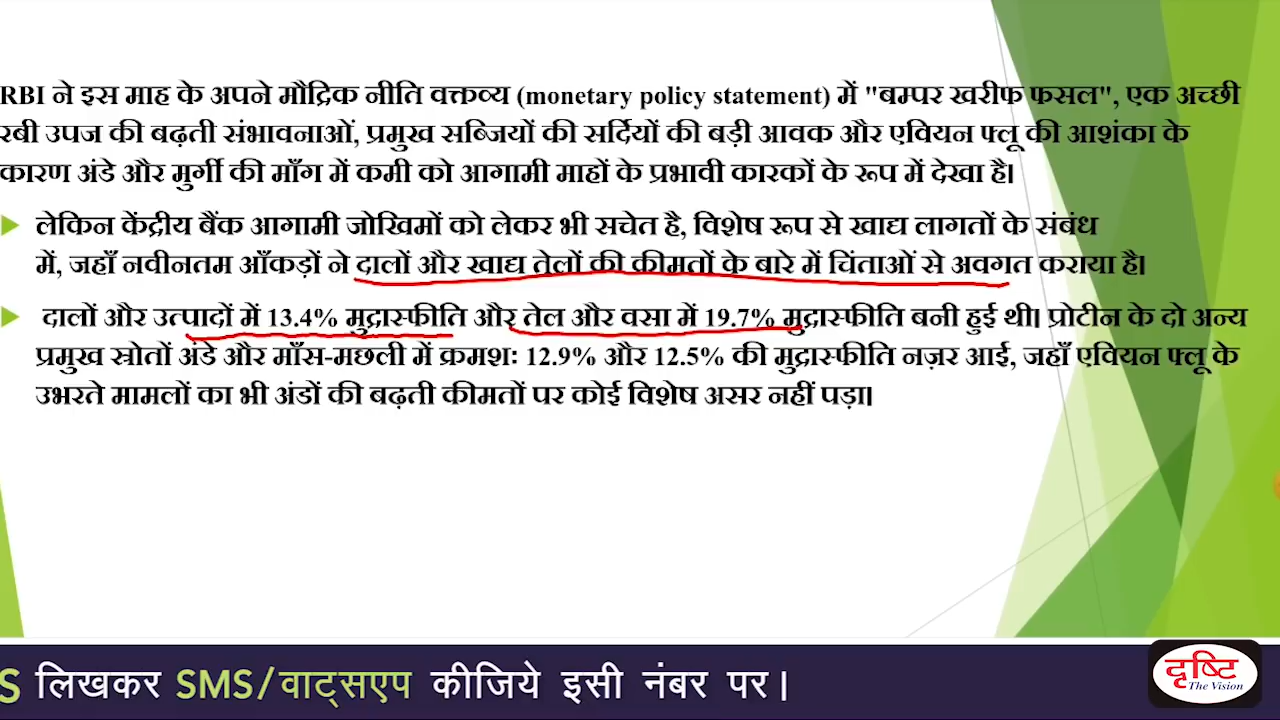 RBI ने इस माह के अपने मौद्रिक नीति वक्तव्य (monetary policy statement) में "बम्पर खरीफ फसल", एक अच्छी
रबी उपज की बढ़ती संभावनाओं, प्रमुख सब्जियों की सर्दियों की बड़ी आवक और एवियन फ्लू की आशंका के
कारण अंडे और मुर्गी की माँग में कमी को आगामी माहों के प्रभावी कारकों के रूप में देखा है।
लेकिन केंद्रीय बैंक आगामी जोखिमों को लेकर भी सचेत है, विशेष रूप से खाद्य लागतों के संबंध
में, जहाँ नवीनतम आँकड़ों ने दालों और खाद्य तेलों की कीमतों के बारे में चिंताओं से अवगत कराया है।
दालों और उत्पादों में 13.4% मुद्रास्फीति और तेल और वसा में 19.7% मुद्रास्फीति बनी हुई थी। प्रोटीन के दो अन्य
प्रमुख स्रोतों अंडे और माँस-मछली में क्रमशः 12.9% और 12.5% की मुद्रास्फीति नज़र आई, जहाँ एवियन फ्लू के
उभरते मामलों का भी अंडों की बढ़ती कीमतों पर कोई विशेष असर नहीं पड़ा।
S लिखकर SMS/वाट्सएप कीजिये इसी नंबर पर।
दृष्टि
The Vision